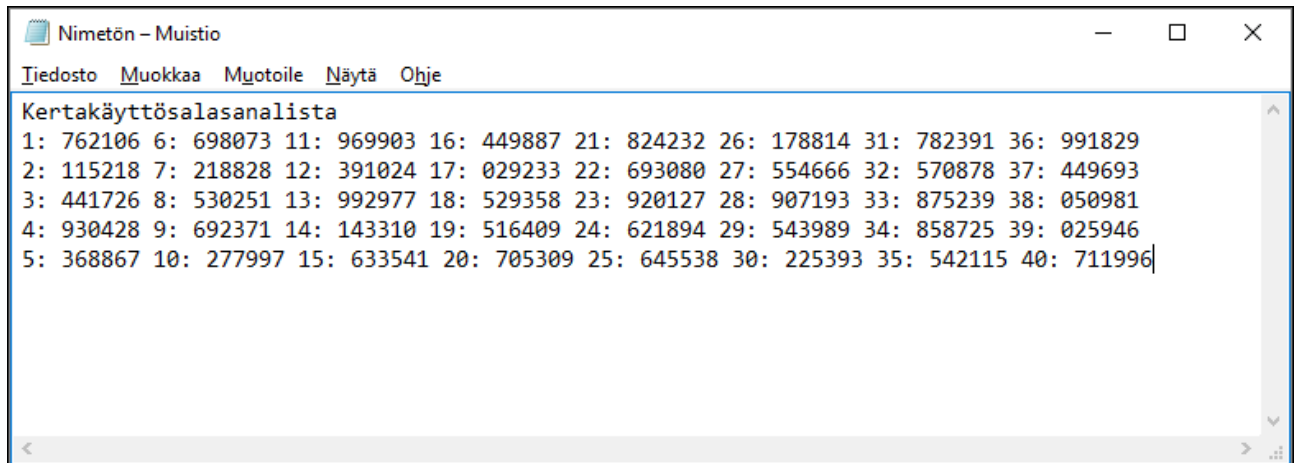 Nimetön – Muistio
Tiedosto Muokkaa Muotoile Näytä Ohje
Kertakäyttösalasanalista
1: 762106 6: 698073 11: 969903 16: 449887 21: 824232 26: 178814 31: 782391 36: 991829
2: 115218 7: 218828 12: 391024 17: 029233 22: 693080 27: 554666 32: 570878 37: 449693
3: 441726 8: 530251 13: 992977 18: 529358 23: 920127 28: 907193 33: 875239 38: 050981
4: 930428 9: 692371 14: 143310 19: 516409 24: 621894 29: 543989 34: 858725 39: 025946
5: 368867 10: 277997 15: 633541 20: 705309 25: 645538 30: 225393 35: 542115 40: 711996